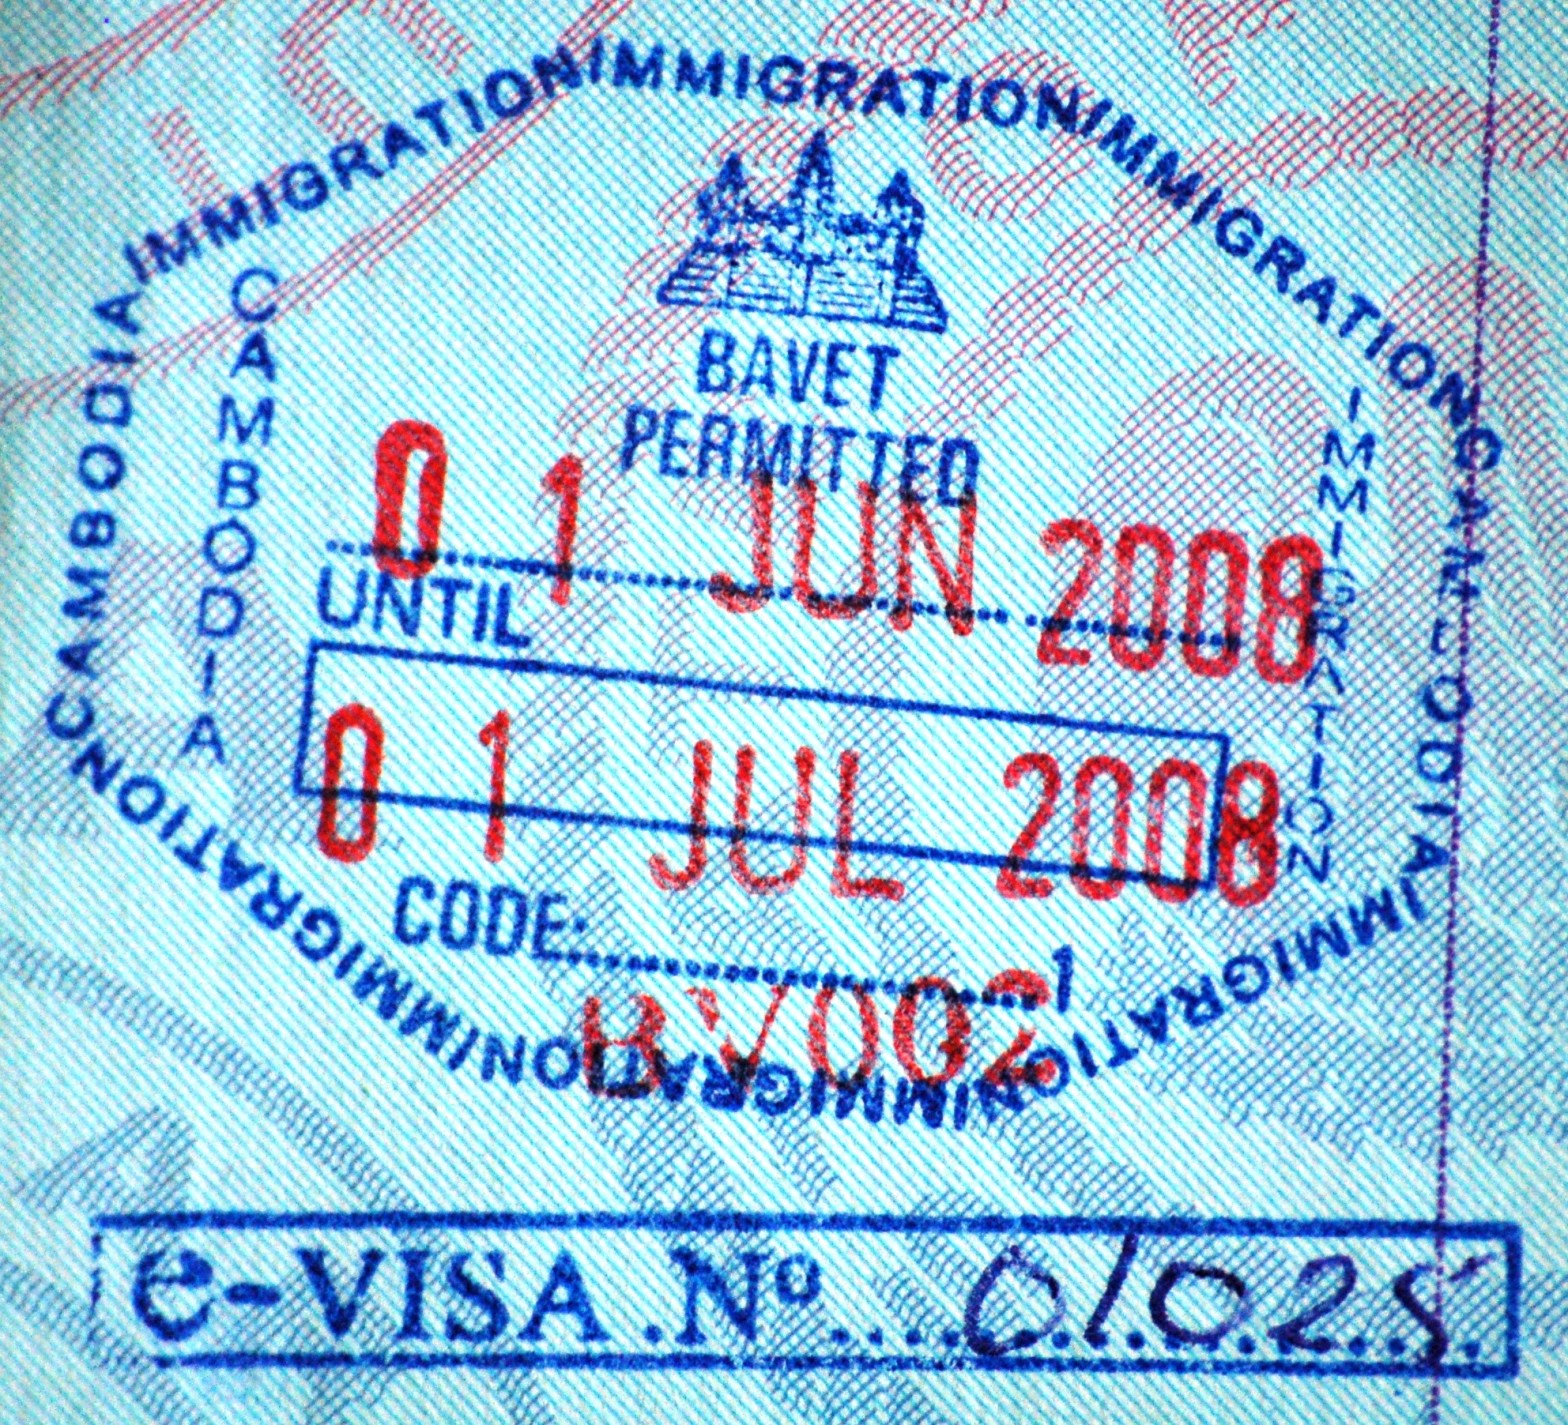 CAMBODIA IMMIGRATION IMMIGRATION IMMIGRATION CAMBODIA IMMIGRATION IMMIGRATION IMMIGRATION
CAMBODIA
IMMIGRATION
BAVET
PERMITTED
01 JUN 2008
UNTIL
01 JUL 2008
CODE:
1
BV002
e-VISA.Nº 01025